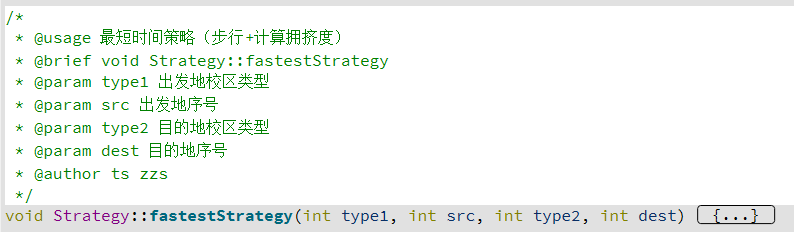 /*
 * @usage 最短时间策略（步行+计算拥挤度）
 * @brief void Strategy::fastestStrategy
 * @param type1 出发地校区类型
 * @param src 出发地序号
 * @param type2 目的地校区类型
 * @param dest 目的地序号
 * @author ts zzs
 */
void Strategy::fastestStrategy(int type1, int src, int type2, int dest) {...}